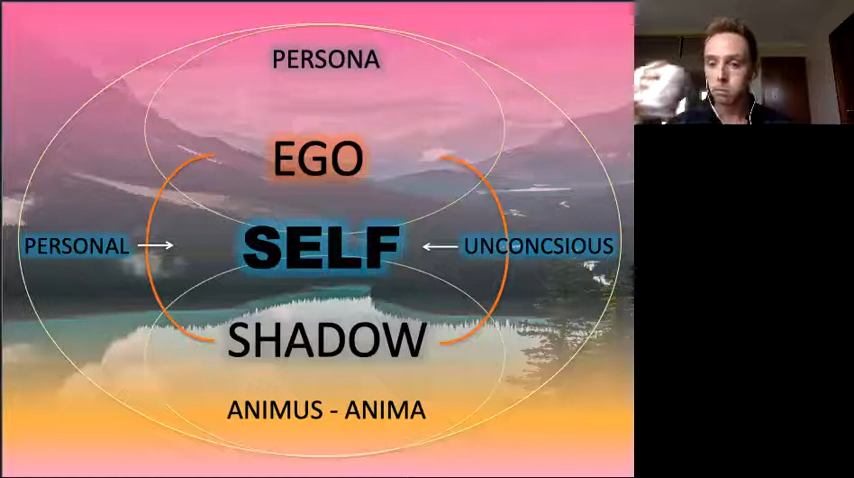 PERSONA
EGO
PERSONAL → SELF ← UNCONCSIOUS
SHADOW
ANIMUS - ANIMA